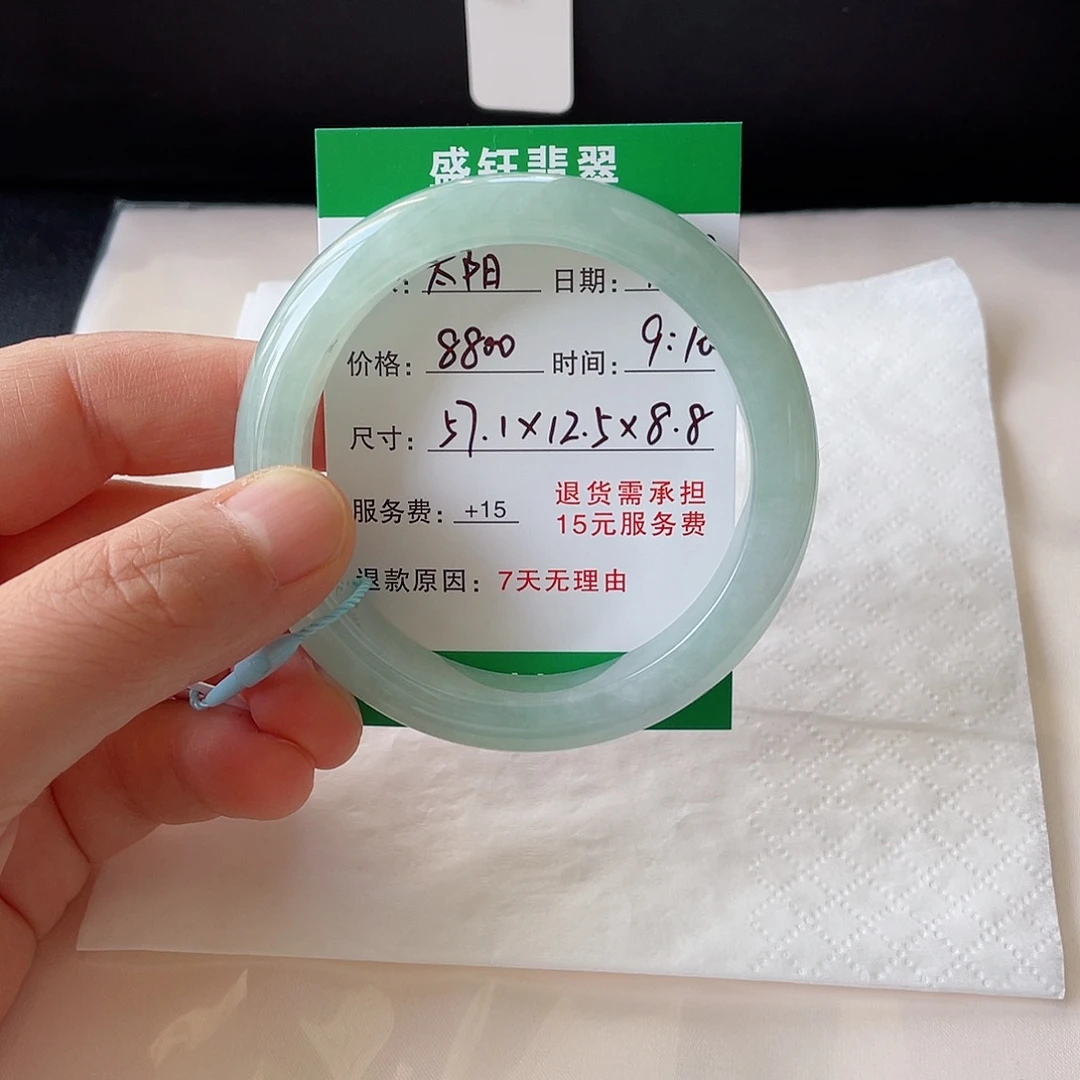 盛钰翡翠
: 太阳 日期:
价格: 8800 时间: 9:10
尺寸: 57.1×12.5×8.8
服务费: +15 退货需承担
15元服务费
退款原因: 7天无理由